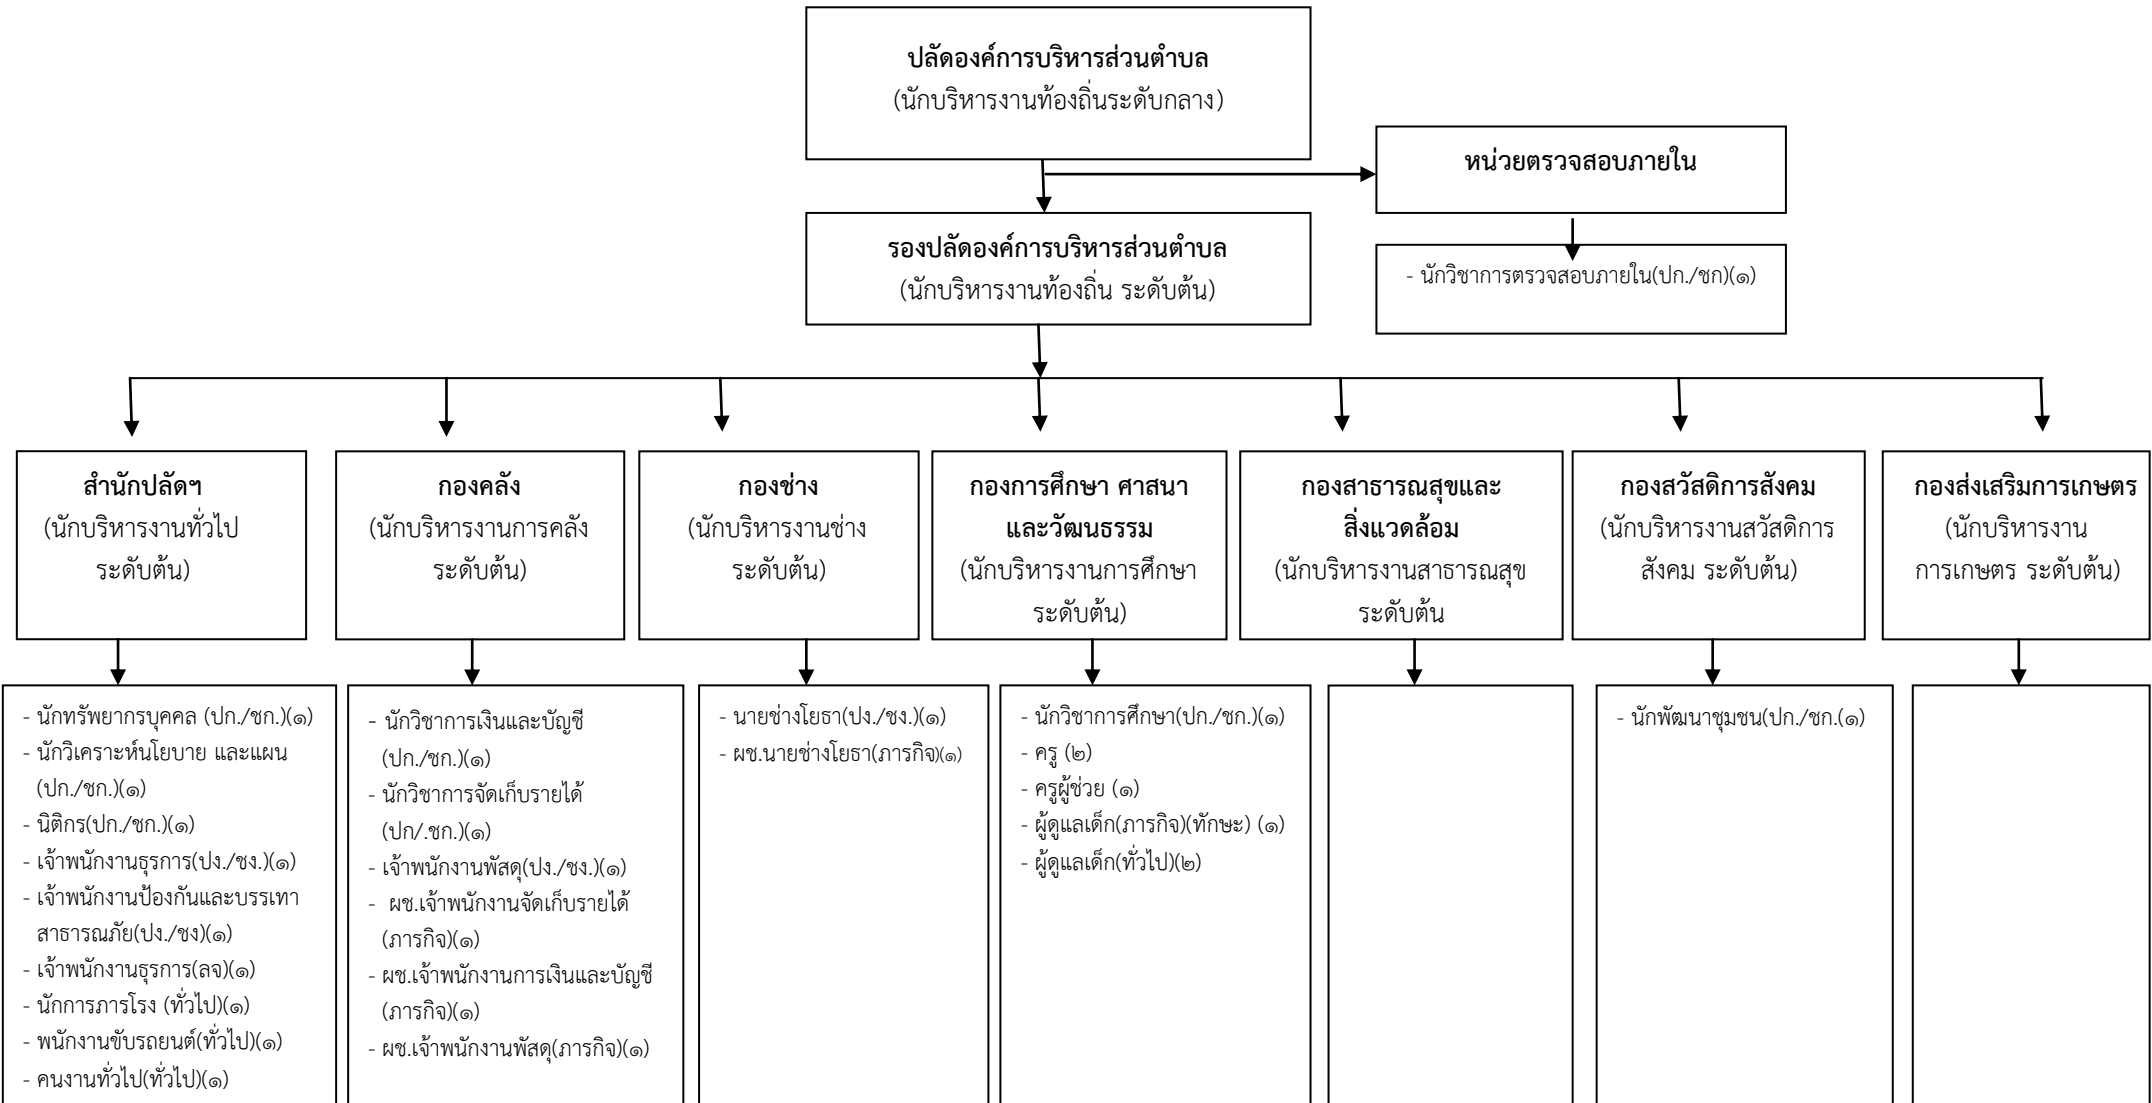 ปลัดองค์การบริหารส่วนตำบล
(นักบริหารงานท้องถิ่นระดับกลาง)
หน่วยตรวจสอบภายใน
- นักวิชาการตรวจสอบภายใน(ปก./ชก)(๑)
รองปลัดองค์การบริหารส่วนตำบล
(นักบริหารงานท้องถิ่น ระดับต้น)
สำนักปลัดฯ
(นักบริหารงานทั่วไป
ระดับต้น)
กองคลัง
(นักบริหารงานการคลัง
ระดับต้น)
กองช่าง
(นักบริหารงานช่าง
ระดับต้น)
กองการศึกษา ศาสนา
และวัฒนธรรม
(นักบริหารงานการศึกษา
ระดับต้น)
กองสาธารณสุขและ
สิ่งแวดล้อม
(นักบริหารงานสาธารณสุข
ระดับต้น
กองสวัสดิการสังคม
(นักบริหารงานสวัสดิการ
สังคม ระดับต้น)
กองส่งเสริมการเกษตร
(นักบริหารงาน
การเกษตร ระดับต้น)
- นักทรัพยากรบุคคล (ปก./ชก.)(๑)
- นักวิเคราะห์นโยบาย และแผน
(ปก./ชก.)(๑)
- นิติกร(ปก./ชก.)(๑)
- เจ้าพนักงานธุรการ(ปง./ชง.)(๑)
- เจ้าพนักงานป้องกันและบรรเทา
สาธารณภัย(ปง./ชง)(๑)
- เจ้าพนักงานธุรการ(ลจ)(๑)
- นักการภารโรง (ทั่วไป)(๑)
- พนักงานขับรถยนต์(ทั่วไป)(๑)
- คนงานทั่วไป(ทั่วไป)(๑)
- นักวิชาการเงินและบัญชี
(ปก./ชก.)(๑)
- นักวิชาการจัดเก็บรายได้
(ปก/.ชก.)(๑)
- เจ้าพนักงานพัสดุ(ปง./ชง.)(๑)
- ผช.เจ้าพนักงานจัดเก็บรายได้
(ภารกิจ)(๑)
- ผช.เจ้าพนักงานการเงินและบัญชี
(ภารกิจ)(๑)
- ผช.เจ้าพนักงานพัสดุ(ภารกิจ)(๑)
- นายช่างโยธา(ปง./ชง.)(๑)
- ผช.นายช่างโยธา(ภารกิจ)(๑)
- นักวิชาการศึกษา(ปก./ชก.)(๑)
- ครู (๒)
- ครูผู้ช่วย (๑)
- ผู้ดูแลเด็ก(ภารกิจ)(ทักษะ) (๑)
- ผู้ดูแลเด็ก(ทั่วไป)(๒)
- นักพัฒนาชุมชน(ปก./ชก.(๑)